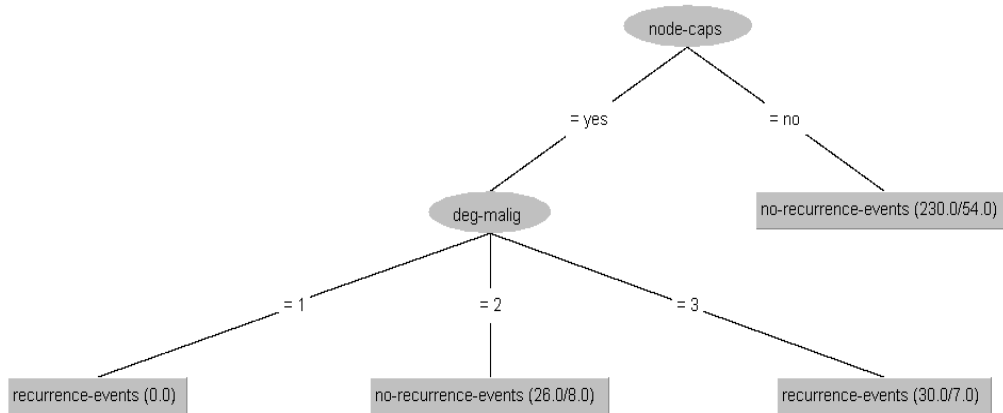 node-caps
= yes
= no
deg-malig
no-recurrence-events (230.0/54.0)
= 1
= 2
= 3
recurrence-events (0.0)
no-recurrence-events (26.0/8.0)
recurrence-events (30.0/7.0)